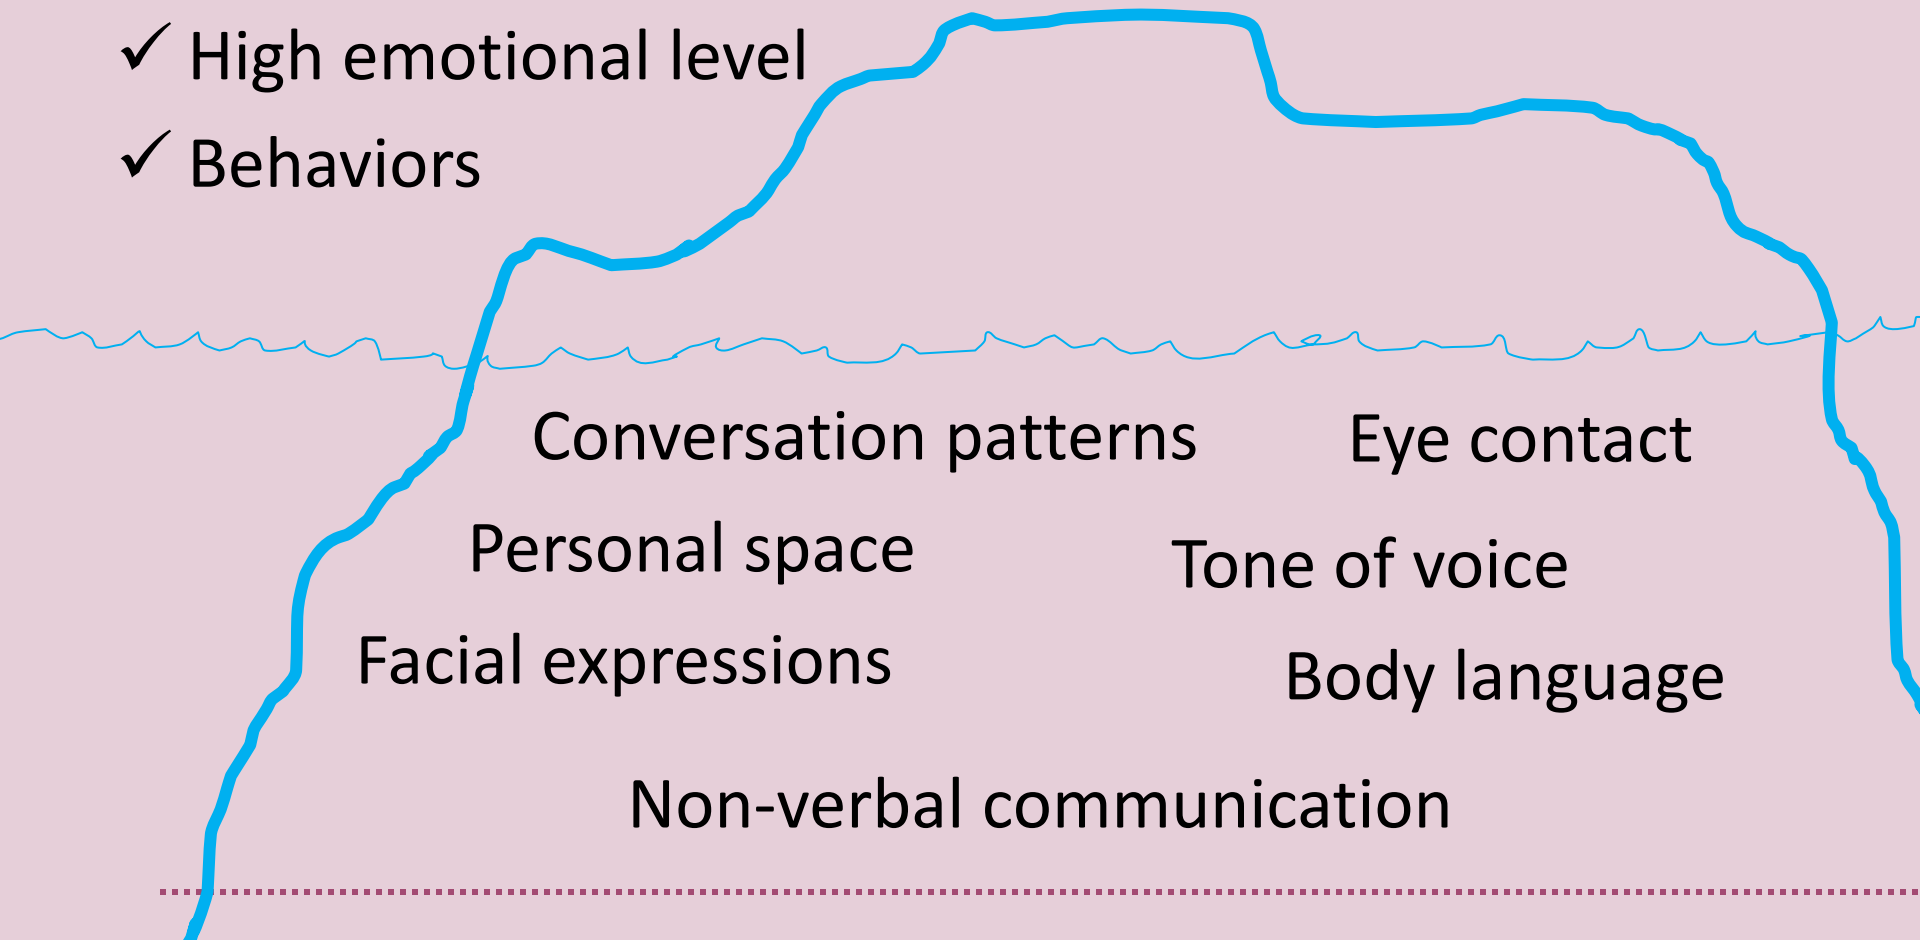 ✓ High emotional level
✓ Behaviors
Conversation patterns
Eye contact
Personal space
Tone of voice
Facial expressions
Body language
Non-verbal communication